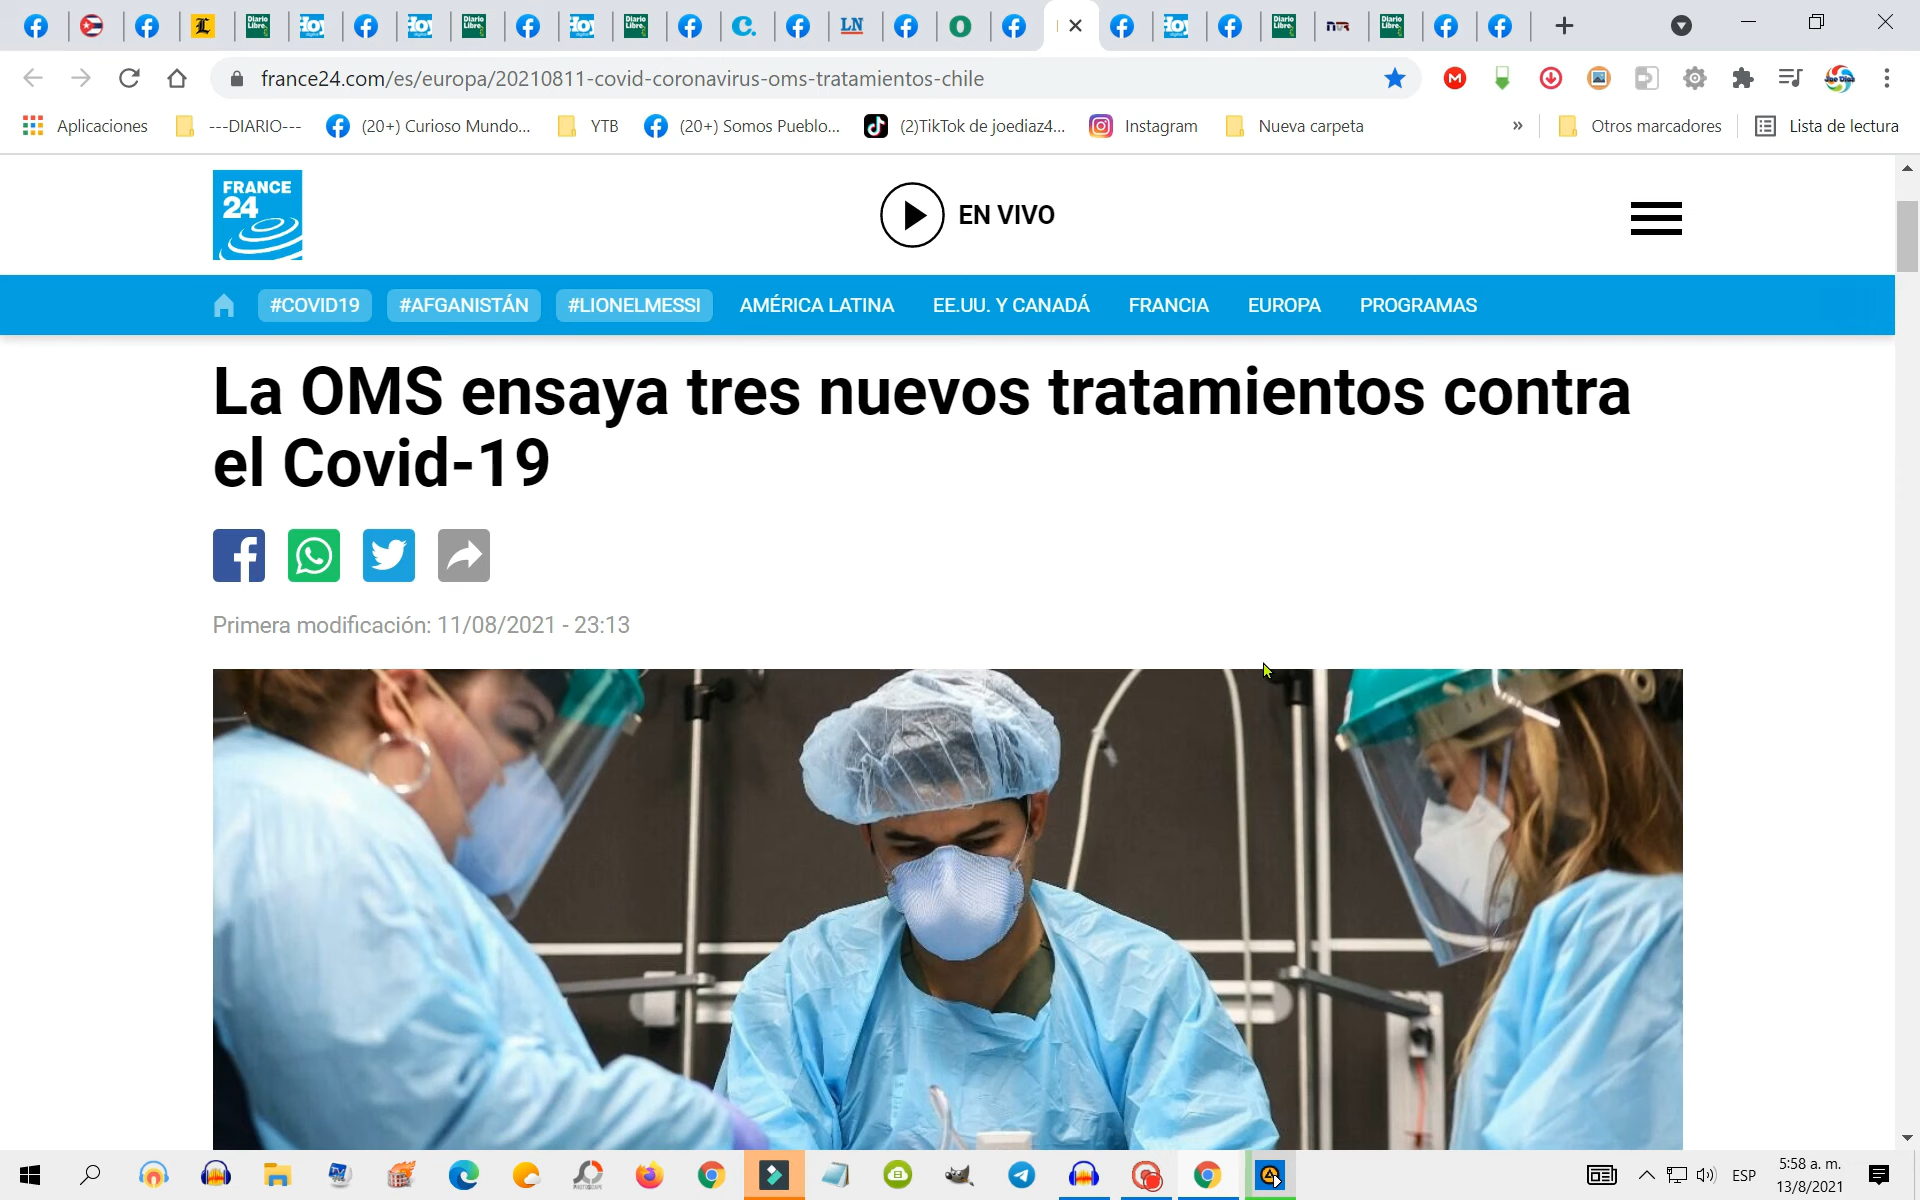 france24.com/es/europa/20210811-covid-coronavirus-oms-tratamientos-chile
Aplicaciones
---DIARIO---
(20+) Curioso Mundo...
YTB
(20+) Somos Pueblo...
(2)TikTok de joediaz4...
Instagram
Nueva carpeta
»
Otros marcadores
Lista de lectura
FRANCE
24
EN VIVO
#COVID19
#AFGANISTÁN
#LIONELMESSI
AMÉRICA LATINA
EE.UU. Y CANADÁ
FRANCIA
EUROPA
PROGRAMAS
La OMS ensaya tres nuevos tratamientos contra
el Covid-19
Primera modificación: 11/08/2021 - 23:13
ESP
5:58 a. m.
13/8/2021